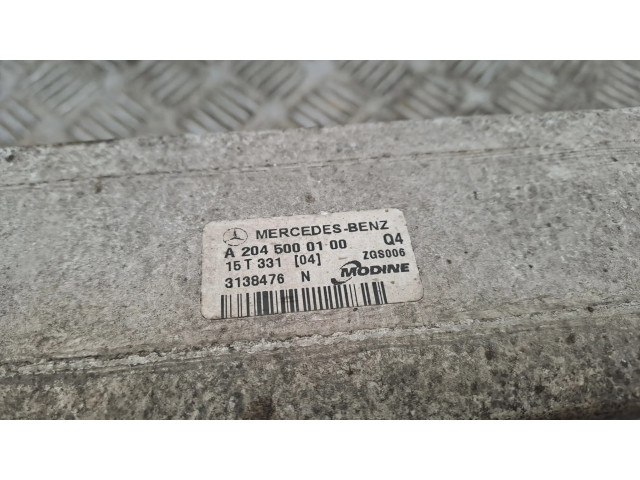 MERCEDES-BENZ
A 204 500 01 00 Q4
15 T 331 [04] ZGS006
3138476 N MODINE